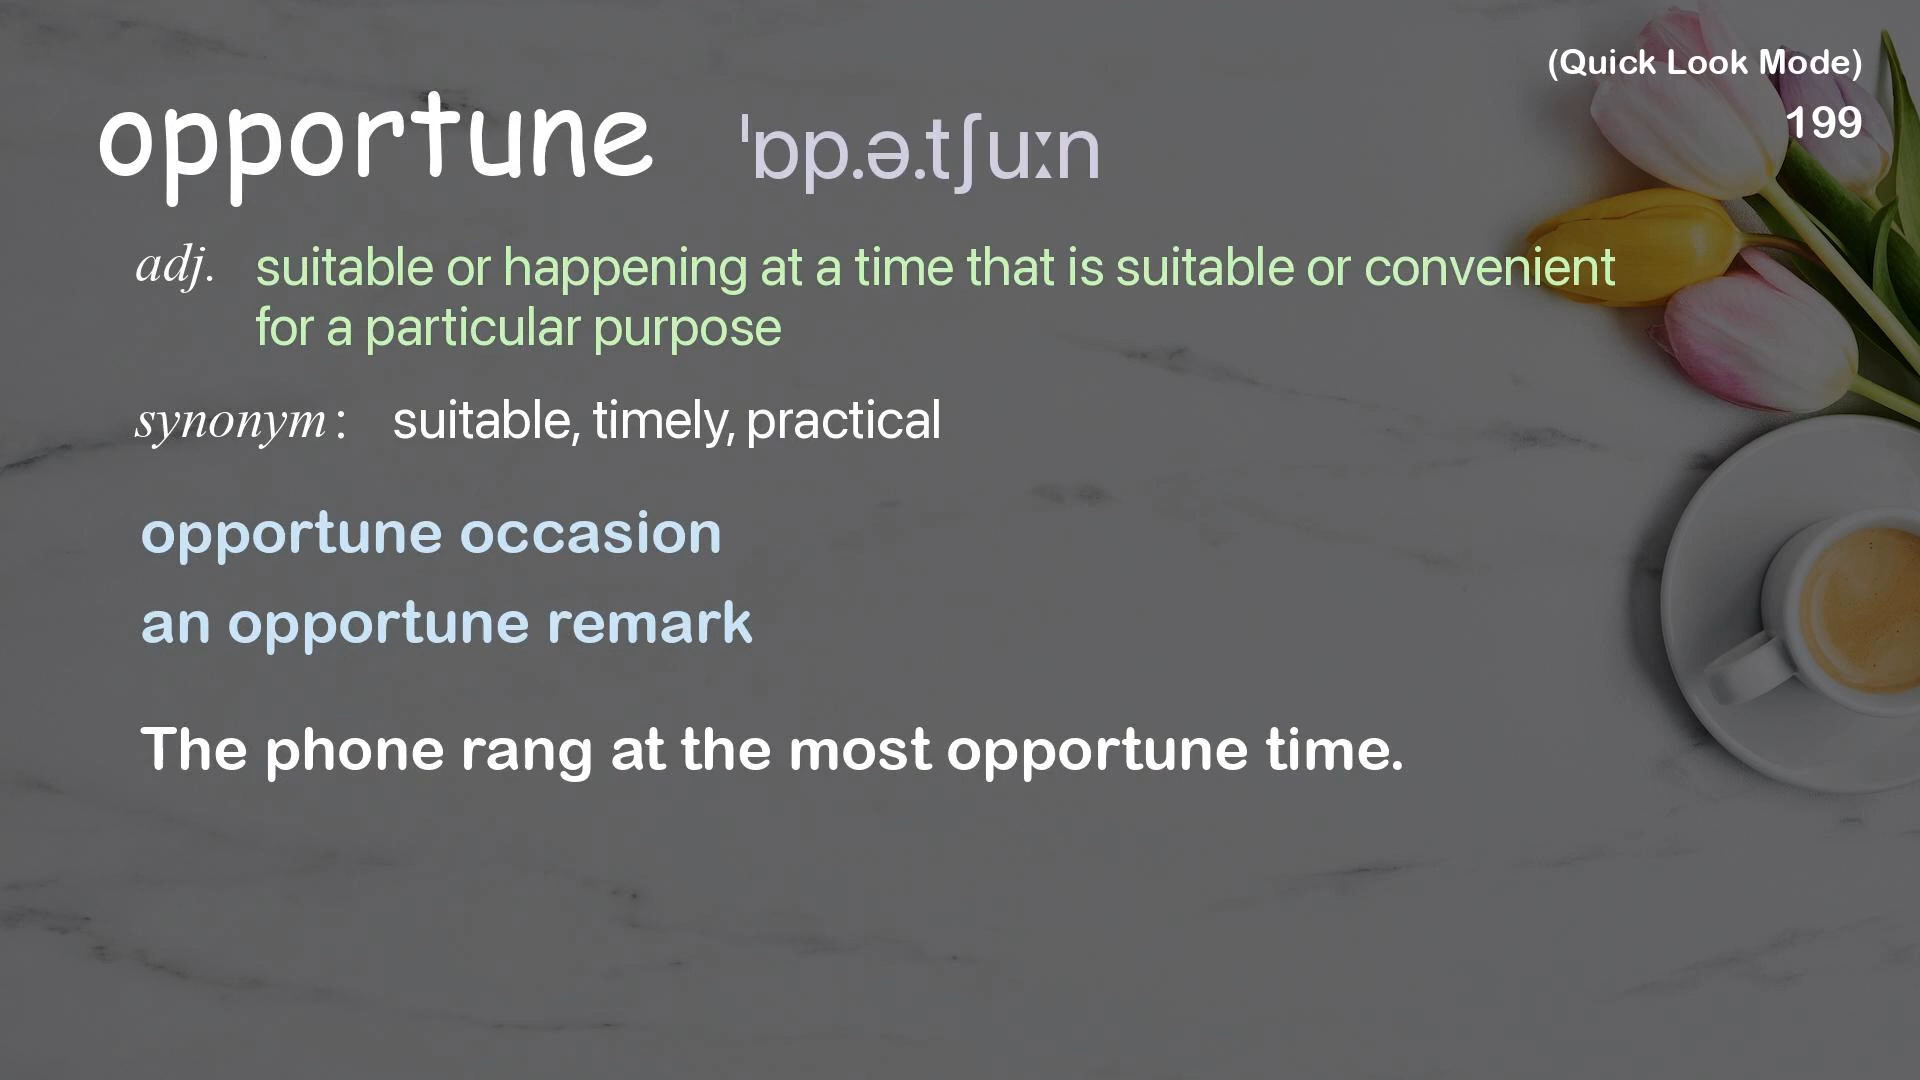 (Quick Look Mode)
199
opportune ˈɒp.ə.tʃuːn
adj. suitable or happening at a time that is suitable or convenient
for a particular purpose
synonym: suitable, timely, practical
opportune occasion
an opportune remark
The phone rang at the most opportune time.